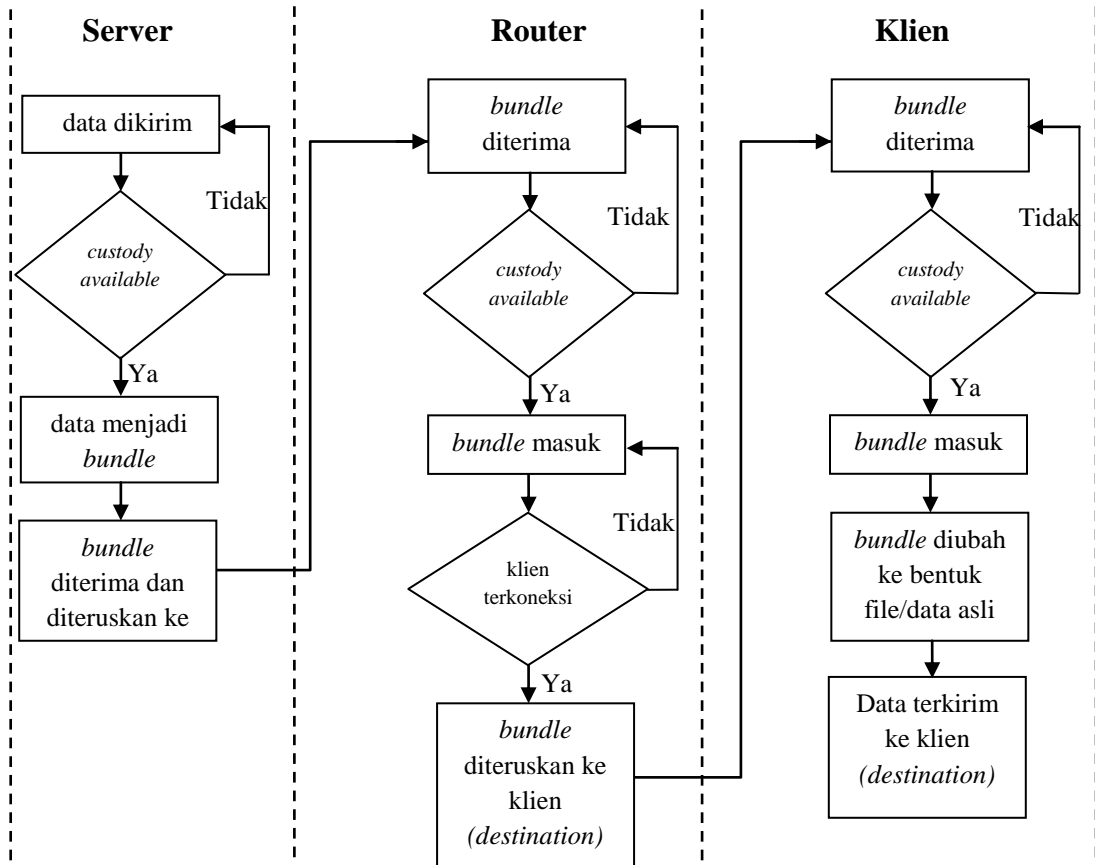 Server
data dikirim
Tidak
custody
available
Ya
data menjadi
bundle
bundle
diterima dan
diteruskan ke
Router
bundle
diterima
Tidak
custody
available
Ya
bundle masuk
Tidak
klien
terkoneksi
Ya
bundle
diteruskan ke
klien
(destination)
Klien
bundle
diterima
Tidak
custody
available
Ya
bundle masuk
bundle diubah
ke bentuk
file/data asli
Data terkirim
ke klien
(destination)